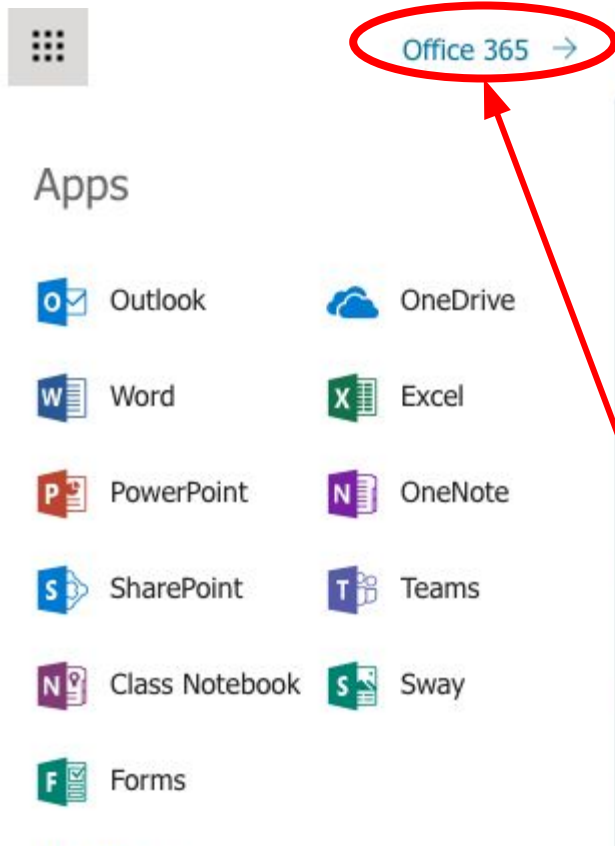 Office 365 →
Apps
Outlook
OneDrive
Word
Excel
PowerPoint
OneNote
SharePoint
Teams
Class Notebook
Sway
Forms